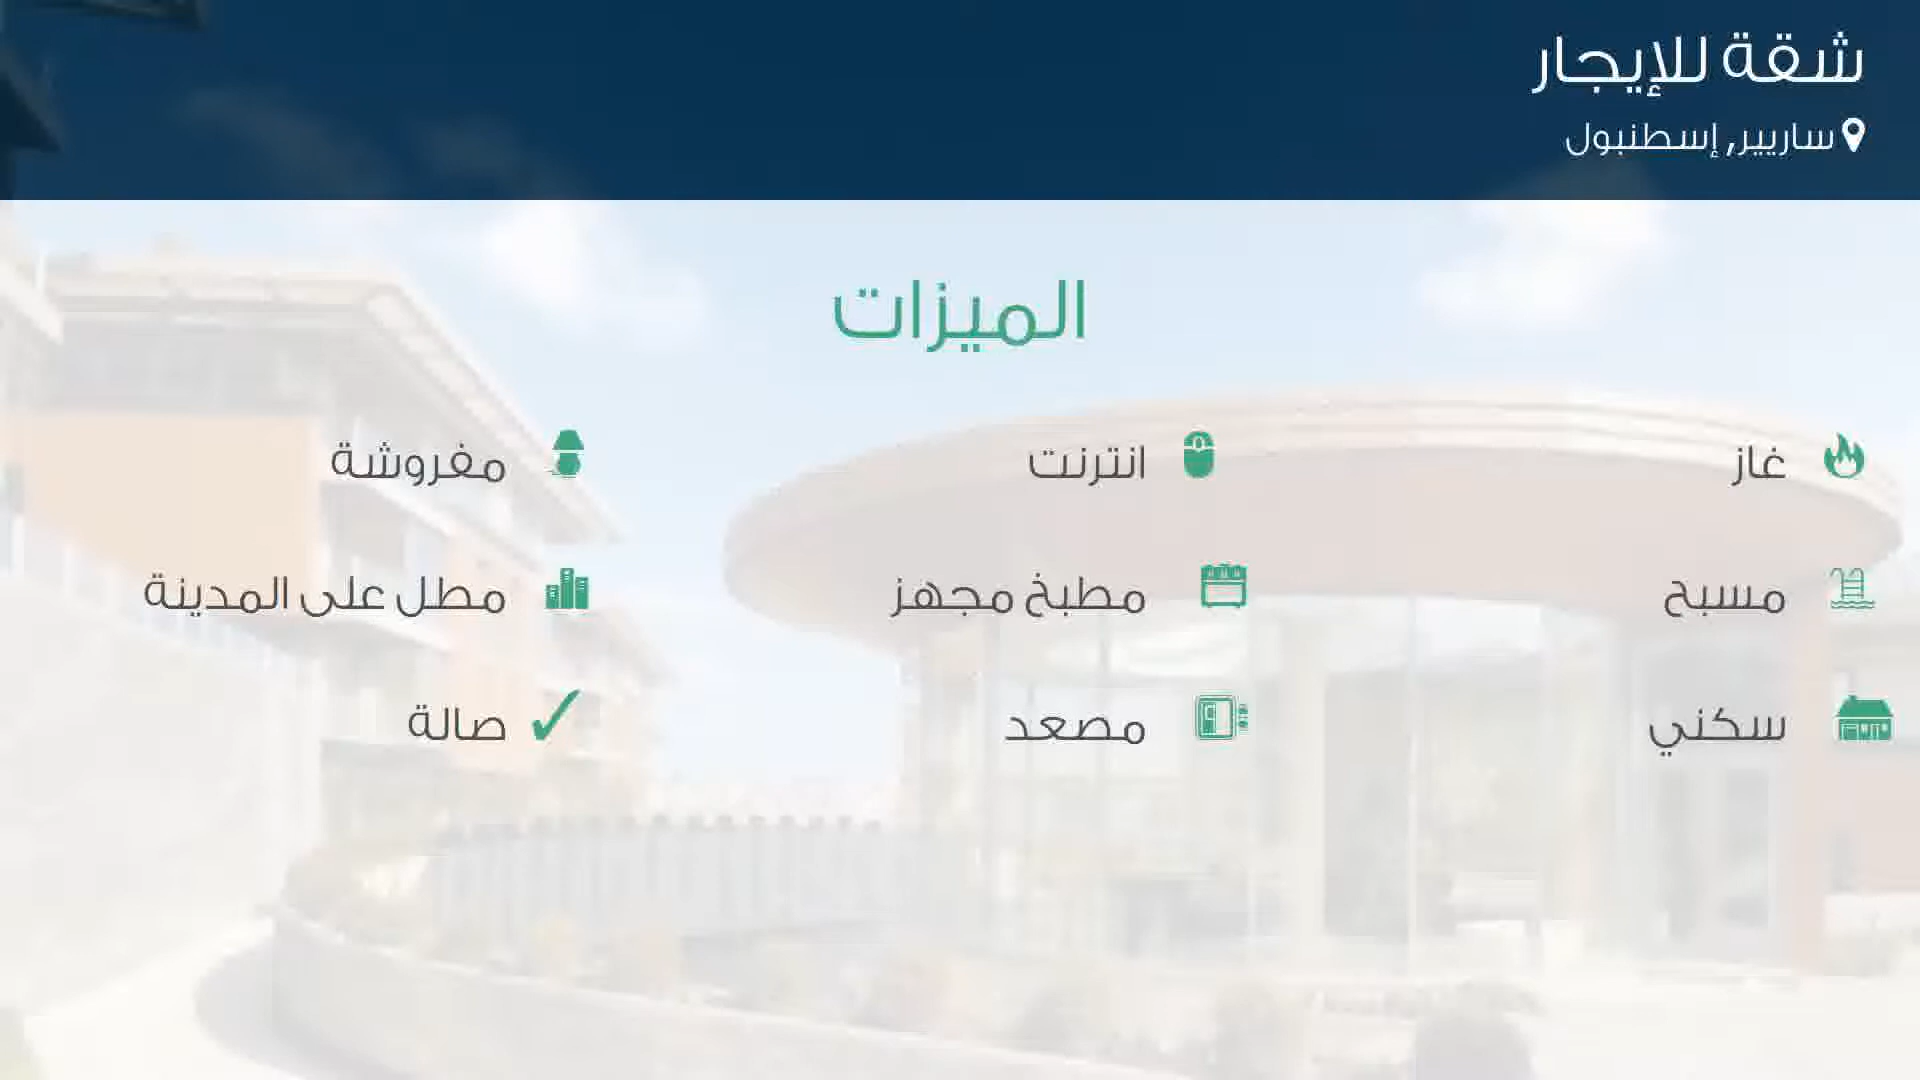 شقة للإيجار
ساريير, إسطنبول
الميزات
غاز
انترنت
مفروشة
مسبح
مطبخ مجهز
مطل على المدينة
سكني
مصعد
صالة